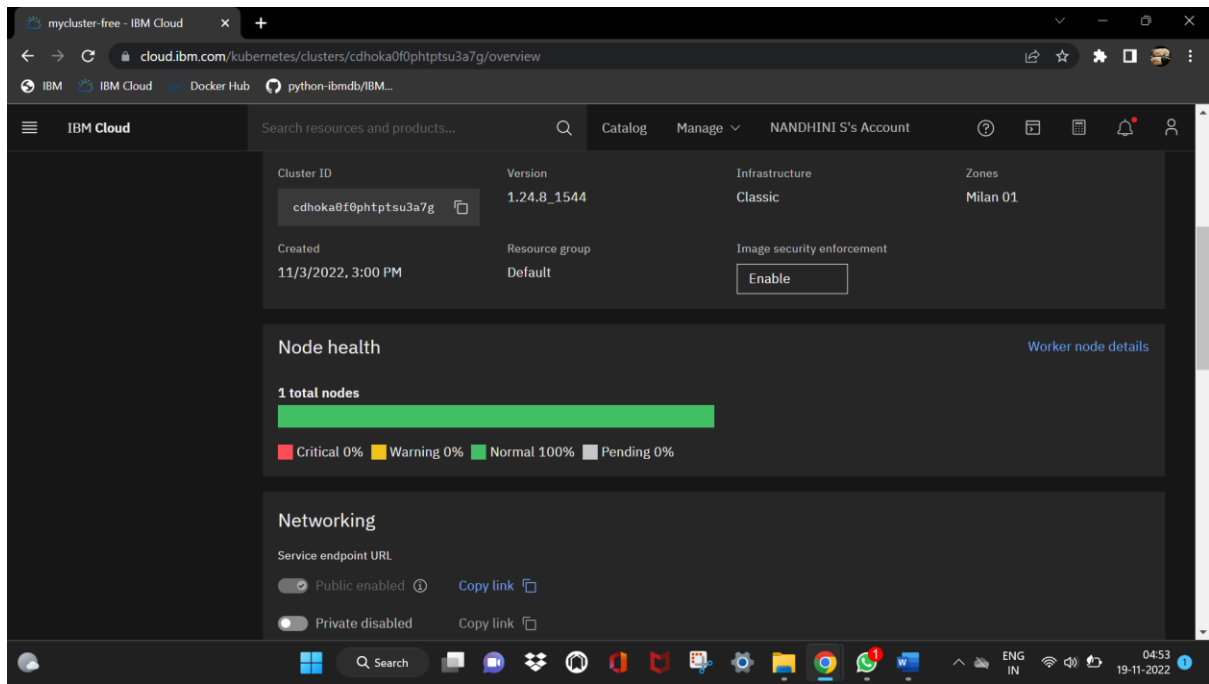 mycluster-free - IBM Cloud
cloud.ibm.com/kubernetes/clusters/cdhoka0f0phtptsu3a7g/overview
IBM IBM Cloud Docker Hub python-ibmdb/IBM...
IBM Cloud Search resources and products... Catalog Manage NANDHINI S's Account
Cluster ID Version Infrastructure Zones
cdhoka0f0phtptsu3a7g 1.24.8_1544 Classic Milan 01
Created Resource group Image security enforcement
11/3/2022, 3:00 PM Default Enable
Node health Worker node details
1 total nodes
Critical 0% Warning 0% Normal 100% Pending 0%
Networking
Service endpoint URL
Public enabled Copy link
Private disabled Copy link
Search 1 ENG 04:53
IN 19-11-2022 1